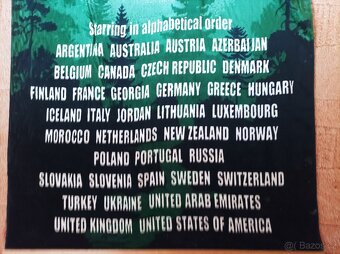 Starring in alphabetical order
ARGENTINA AUSTRALIA AUSTRIA AZERBAIJAN
BELGIUM CANADA CZECH REPUBLIC DENMARK
FINLAND FRANCE GEORGIA GERMANY GREECE HUNGARY
ICELAND ITALY JORDAN LITHUANIA LUXEMBOURG
MOROCCO NETHERLANDS NEW ZEALAND NORWAY
POLAND PORTUGAL RUSSIA
SLOVAKIA SLOVENIA SPAIN SWEDEN SWITZERLAND
TURKEY UKRAINE UNITED ARAB EMIRATES
UNITED KINGDOM UNITED STATES OF AMERICA